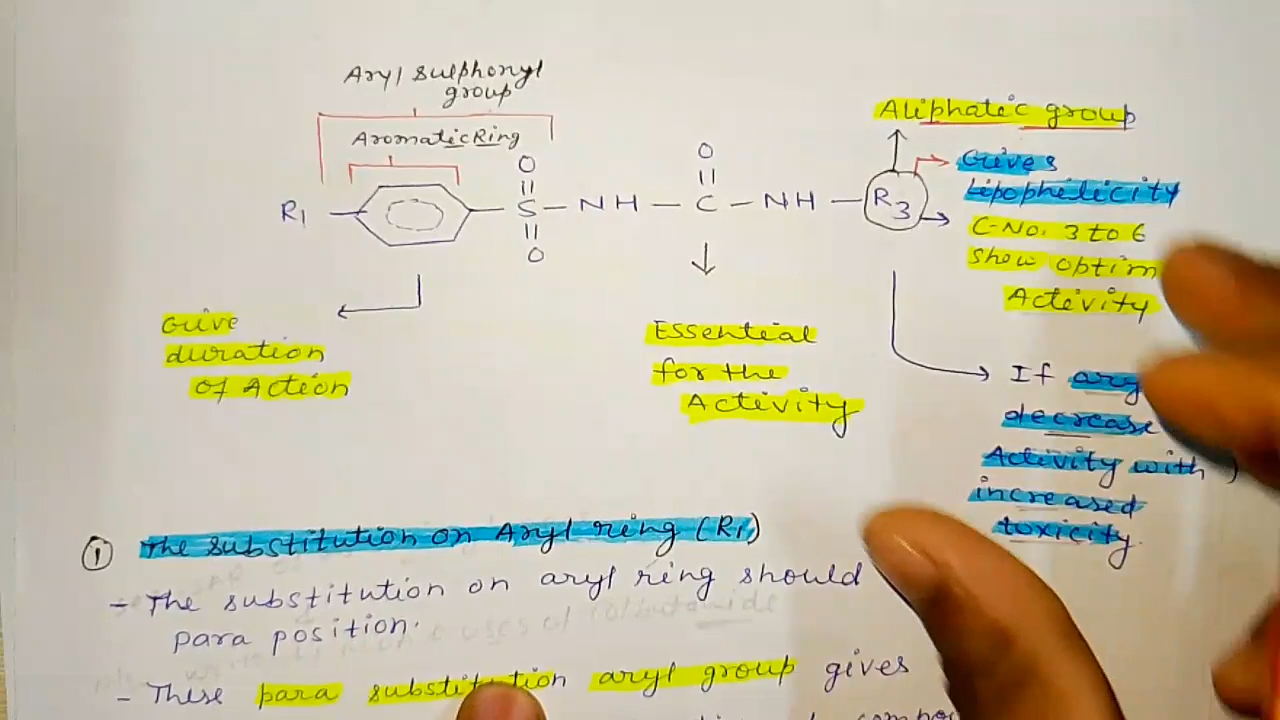 Aryl sulphonyl
group
Aromatic Ring
R1
O
S
O
NH
O
C
NH
R3
Aliphatic group
Gives
Lipophelicity
C-No. 3 to 6
show optim
Activity
Give
duration
of Action
Essential
for the
Activity
If ary
decrease
Activity with
increased
toxicity.
① The substitution on Aryl ring (R1)
- The substitution on aryl ring should
para position.
- These para substitution aryl group gives